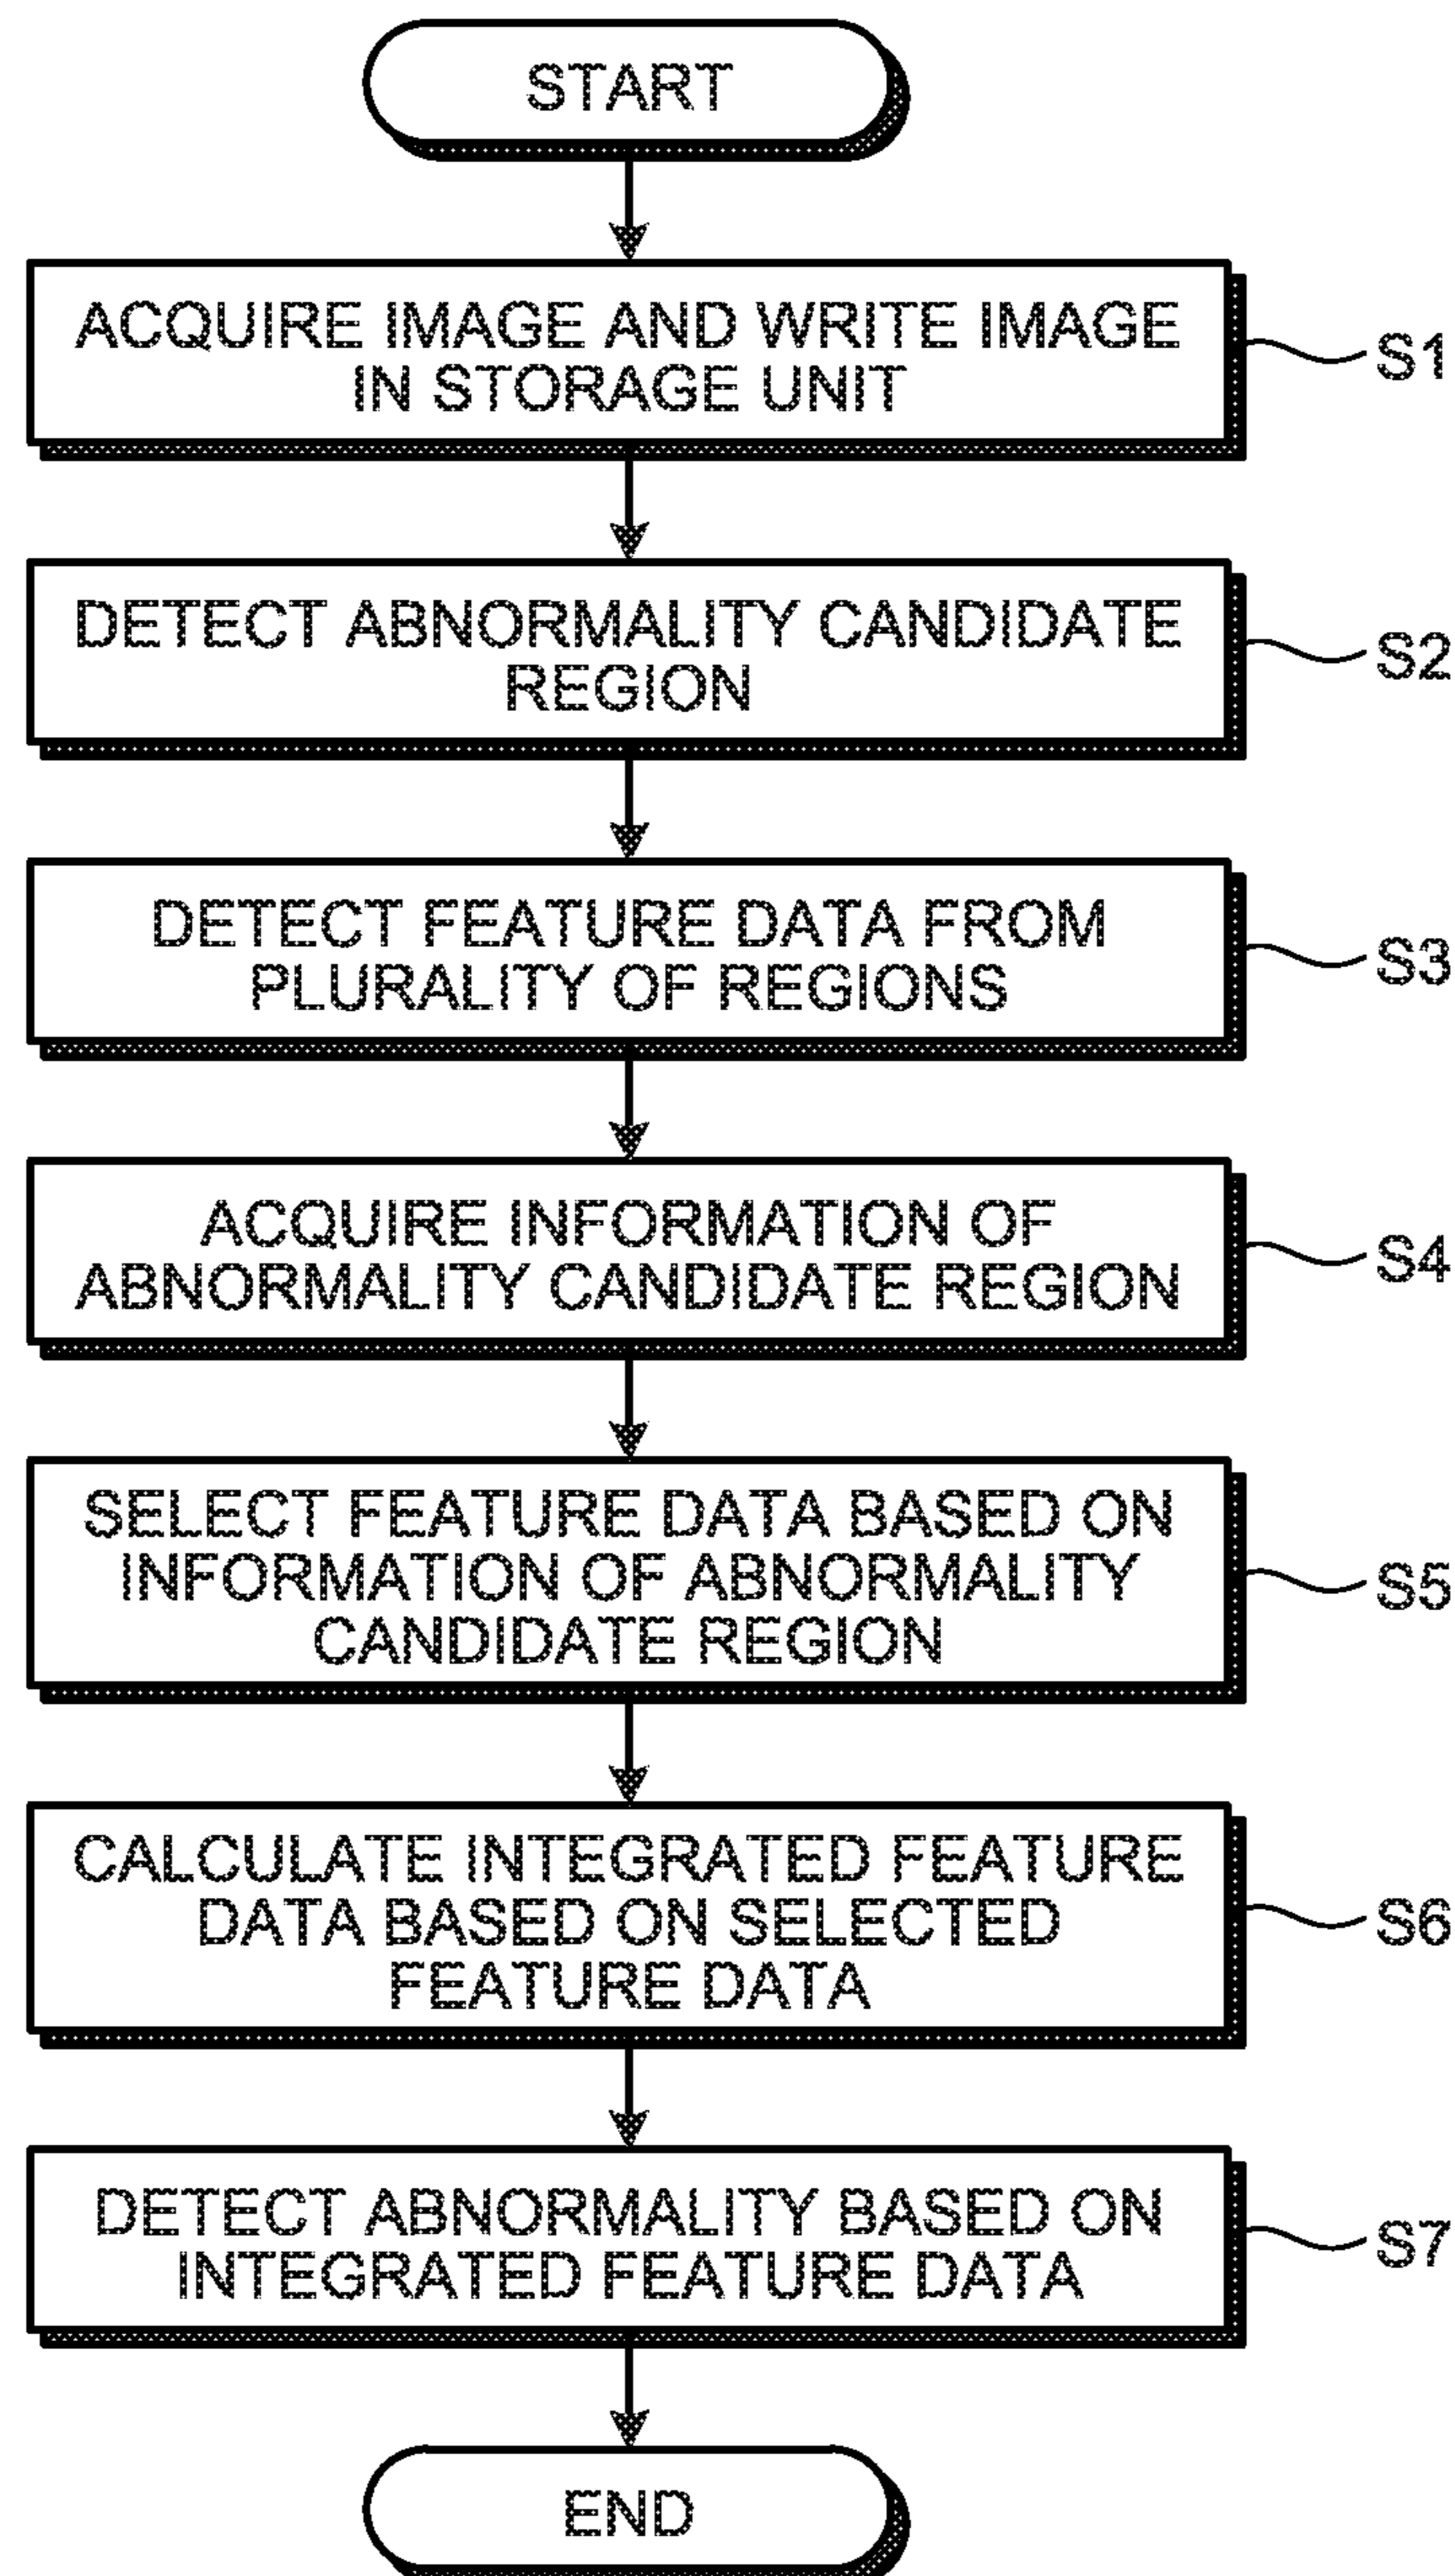 START
ACQUIRE IMAGE AND WRITE IMAGE
IN STORAGE UNIT
S1
DETECT ABNORMALITY CANDIDATE
REGION
S2
DETECT FEATURE DATA FROM
PLURALITY OF REGIONS
S3
ACQUIRE INFORMATION OF
ABNORMALITY CANDIDATE REGION
S4
SELECT FEATURE DATA BASED ON
INFORMATION OF ABNORMALITY
CANDIDATE REGION
S5
CALCULATE INTEGRATED FEATURE
DATA BASED ON SELECTED
FEATURE DATA
S6
DETECT ABNORMALITY BASED ON
INTEGRATED FEATURE DATA
S7
END